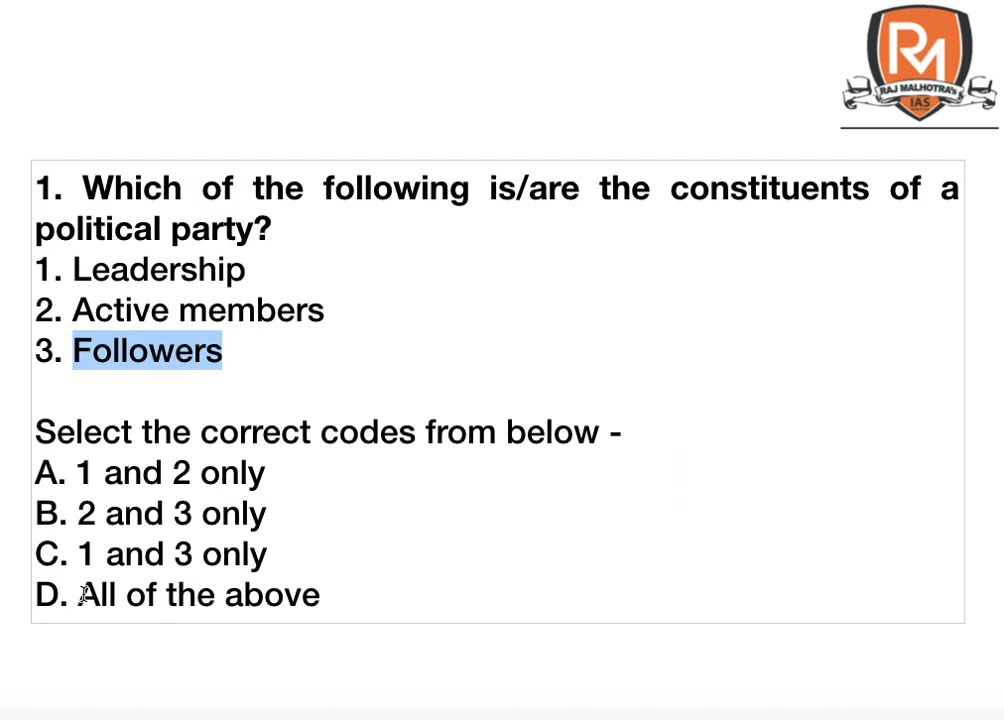 RM
RAJ MALHOTRA's
IAS
1. Which of the following is/are the constituents of a
political party?
1. Leadership
2. Active members
3. Followers
Select the correct codes from below -
A. 1 and 2 only
B. 2 and 3 only
C. 1 and 3 only
D. All of the above